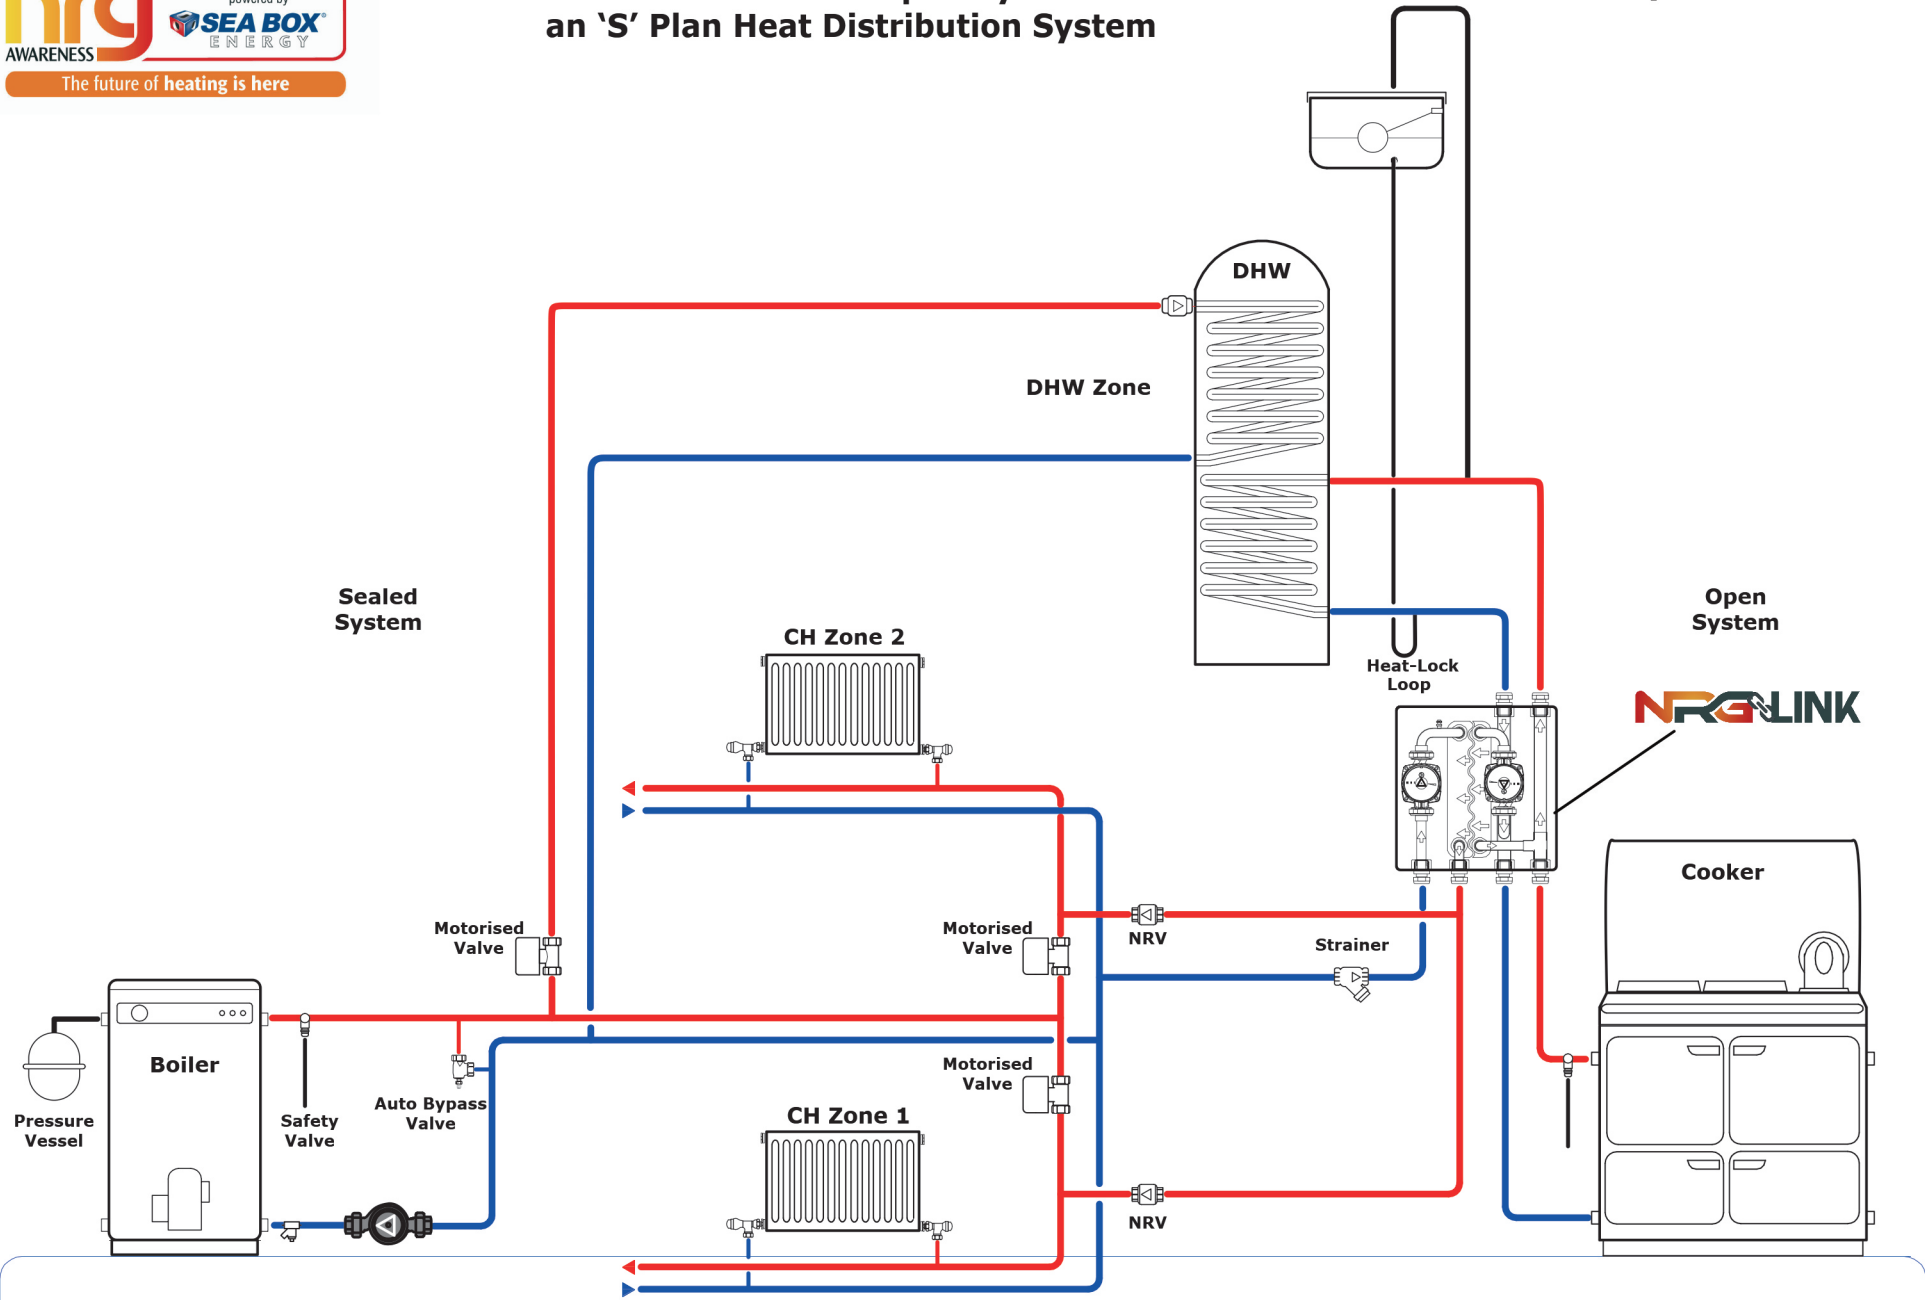 nrg
AWARENESS
powered by
SEA BOX
ENERGY
The future of heating is here
an ‘S’ Plan Heat Distribution System
DHW
DHW Zone
Sealed
System
Open
System
CH Zone 2
Heat-Lock
Loop
NRG LINK
Cooker
Motorised
Valve
Motorised
Valve
NRV
Strainer
Boiler
Motorised
Valve
Pressure
Vessel
Safety
Valve
Auto Bypass
Valve
CH Zone 1
NRV